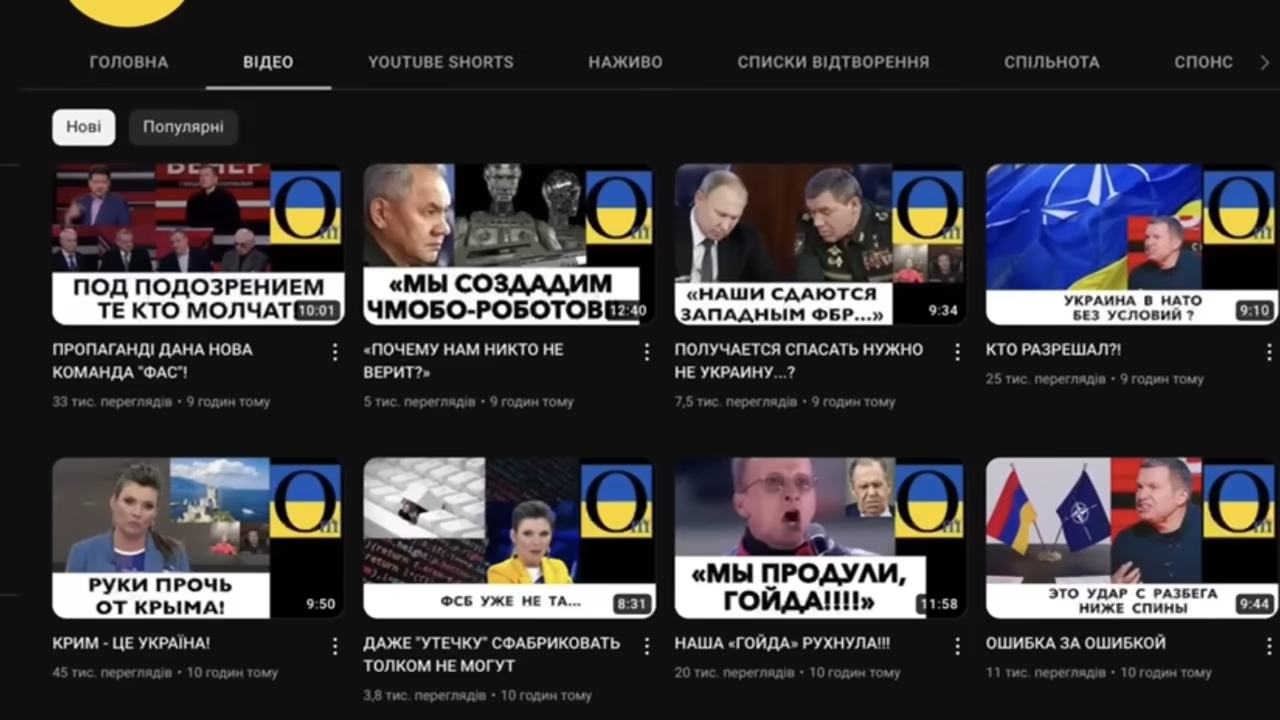 ГОЛОВНА ВІДЕО YOUTUBE SHORTS НАЖИВО СПИСКИ ВІДТВОРЕННЯ СПІЛЬНОТА СПОНС
Нові Популярні
ВЕЧЕР
О
m
ПОД ПОДОЗРЕНИЕМ
ТЕ КТО МОЛЧАТ
10:01
ПРОПАГАНДІ ДАНА НОВА
КОМАНДА "ФАС"!
33 тис. переглядів • 9 годин тому
О
m
«МЫ СОЗДАДИМ
ЧМОБО-РОБОТОВ
12:40
«ПОЧЕМУ НАМ НИКТО НЕ
ВЕРИТ?»
5 тис. переглядів • 9 годин тому
О
m
«НАШИ СДАЮТСЯ
ЗАПАДНЫМ ФБР...»
9:34
ПОЛУЧАЕТСЯ СПАСАТЬ НУЖНО
НЕ УКРАИНУ...?
7,5 тис. переглядів • 9 годин тому
О
m
УКРАИНА В НАТО
БЕЗ УСЛОВИЙ ?
9:10
КТО РАЗРЕШАЛ?!
25 тис. переглядів • 9 годин тому
О
m
РУКИ ПРОЧЬ
ОТ КРЫМА!
9:50
КРИМ - ЦЕ УКРАЇНА!
45 тис. переглядів • 10 годин тому
О
m
ФСБ УЖЕ НЕ ТА...
8:31
ДАЖЕ "УТЕЧКУ" СФАБРИКОВАТЬ
ТОЛКОМ НЕ МОГУТ
3,8 тис. переглядів • 10 годин тому
О
m
«МЫ ПРОДУЛИ,
ГОЙДА!!!!»
11:58
НАША «ГОЙДА» РУХНУЛА!!!
20 тис. переглядів • 10 годин тому
О
m
ЭТО УДАР С РАЗБЕГА
НИЖЕ СПИНЫ
9:44
ОШИБКА ЗА ОШИБКОЙ
11 тис. переглядів • 10 годин тому